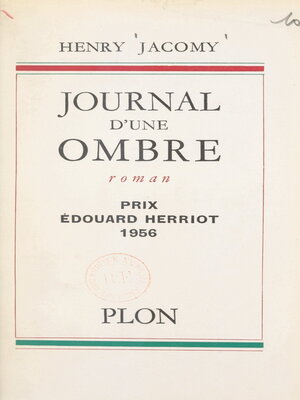 HENRY JACOMY
JOURNAL
D'UNE
OMBRE
roman
PRIX
ÉDOUARD HERRIOT
1956
PLON